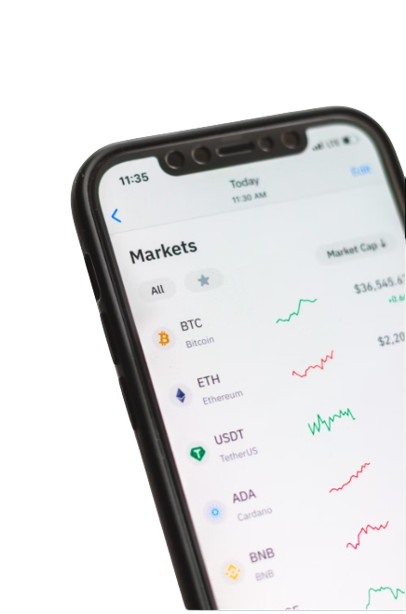 11:35
LTE
Today
11:30 AM
Edit
Markets
Market Cap ↓
All
BTC
Bitcoin
$36,545.6
ETH
Ethereum
$2,20
USDT
TetherUS
ADA
Cardano
BNB
BNB